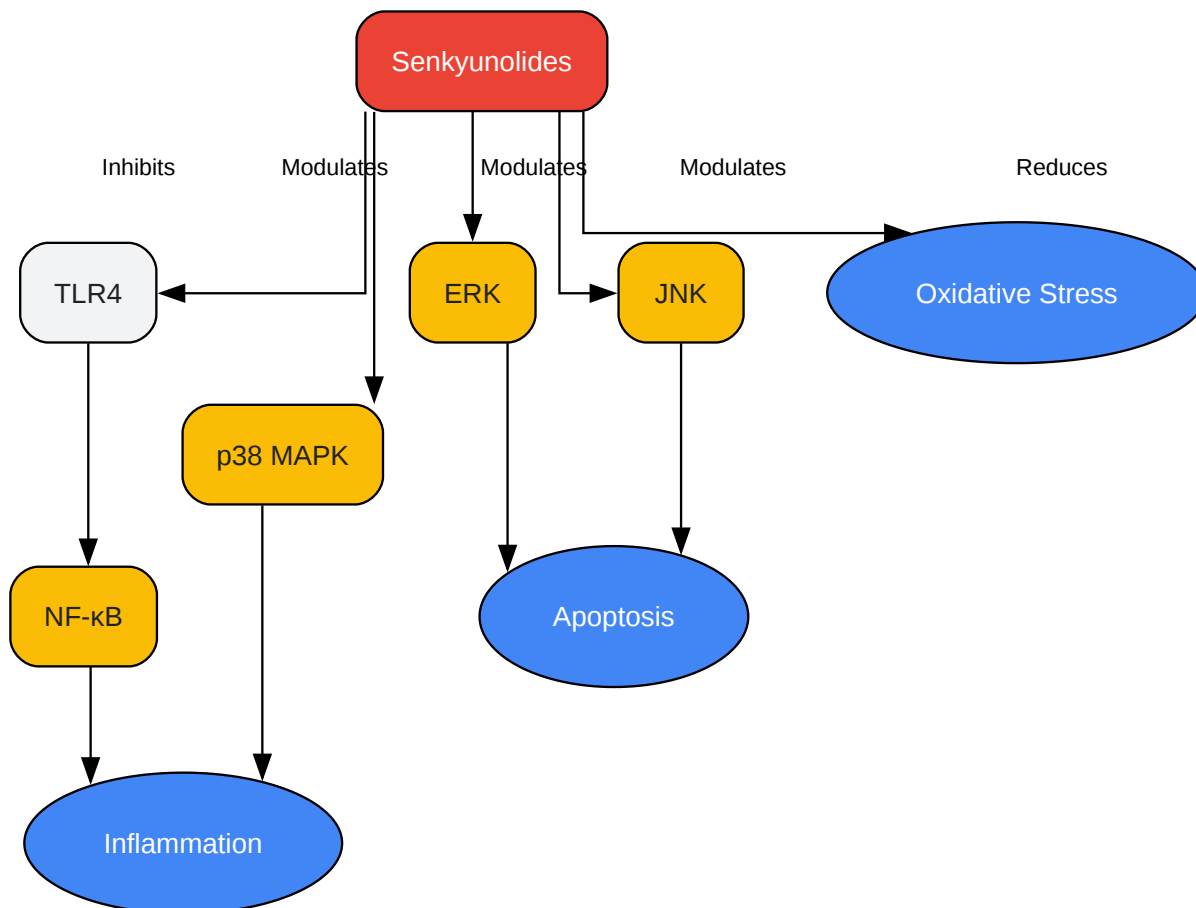 Senkyunolides
Inhibits
Modulates
Modulates
Modulates
Reduces
TLR4
ERK
JNK
Oxidative Stress
p38 MAPK
NF-κB
Apoptosis
Inflammation